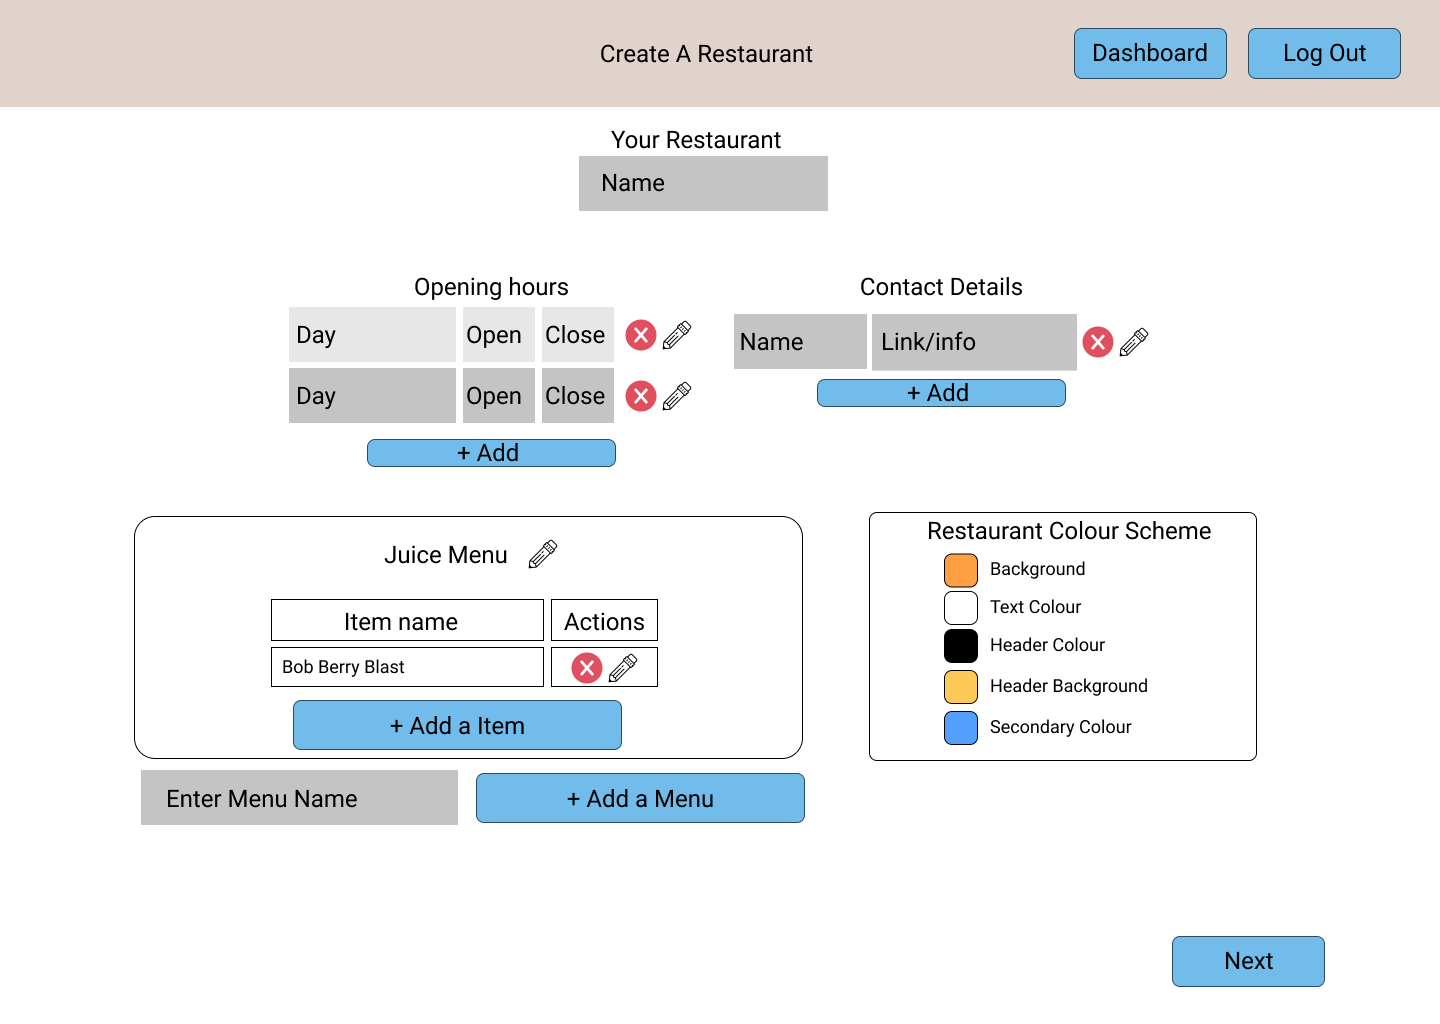 Create A Restaurant
Dashboard
Log Out
Your Restaurant
Name
Opening hours
Day Open Close
Day Open Close
+ Add
Contact Details
Name Link/info
+ Add
Juice Menu
Item name Actions
Bob Berry Blast
+ Add a Item
Enter Menu Name
+ Add a Menu
Restaurant Colour Scheme
Background
Text Colour
Header Colour
Header Background
Secondary Colour
Next